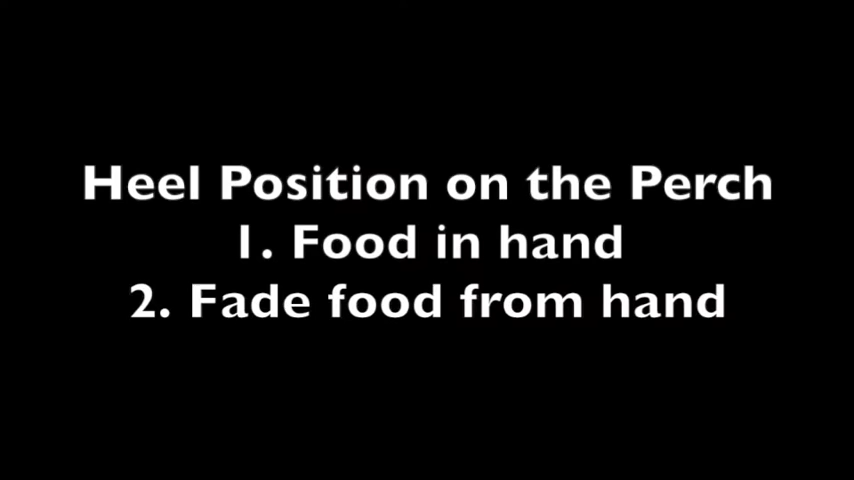 Heel Position on the Perch
1. Food in hand
2. Fade food from hand